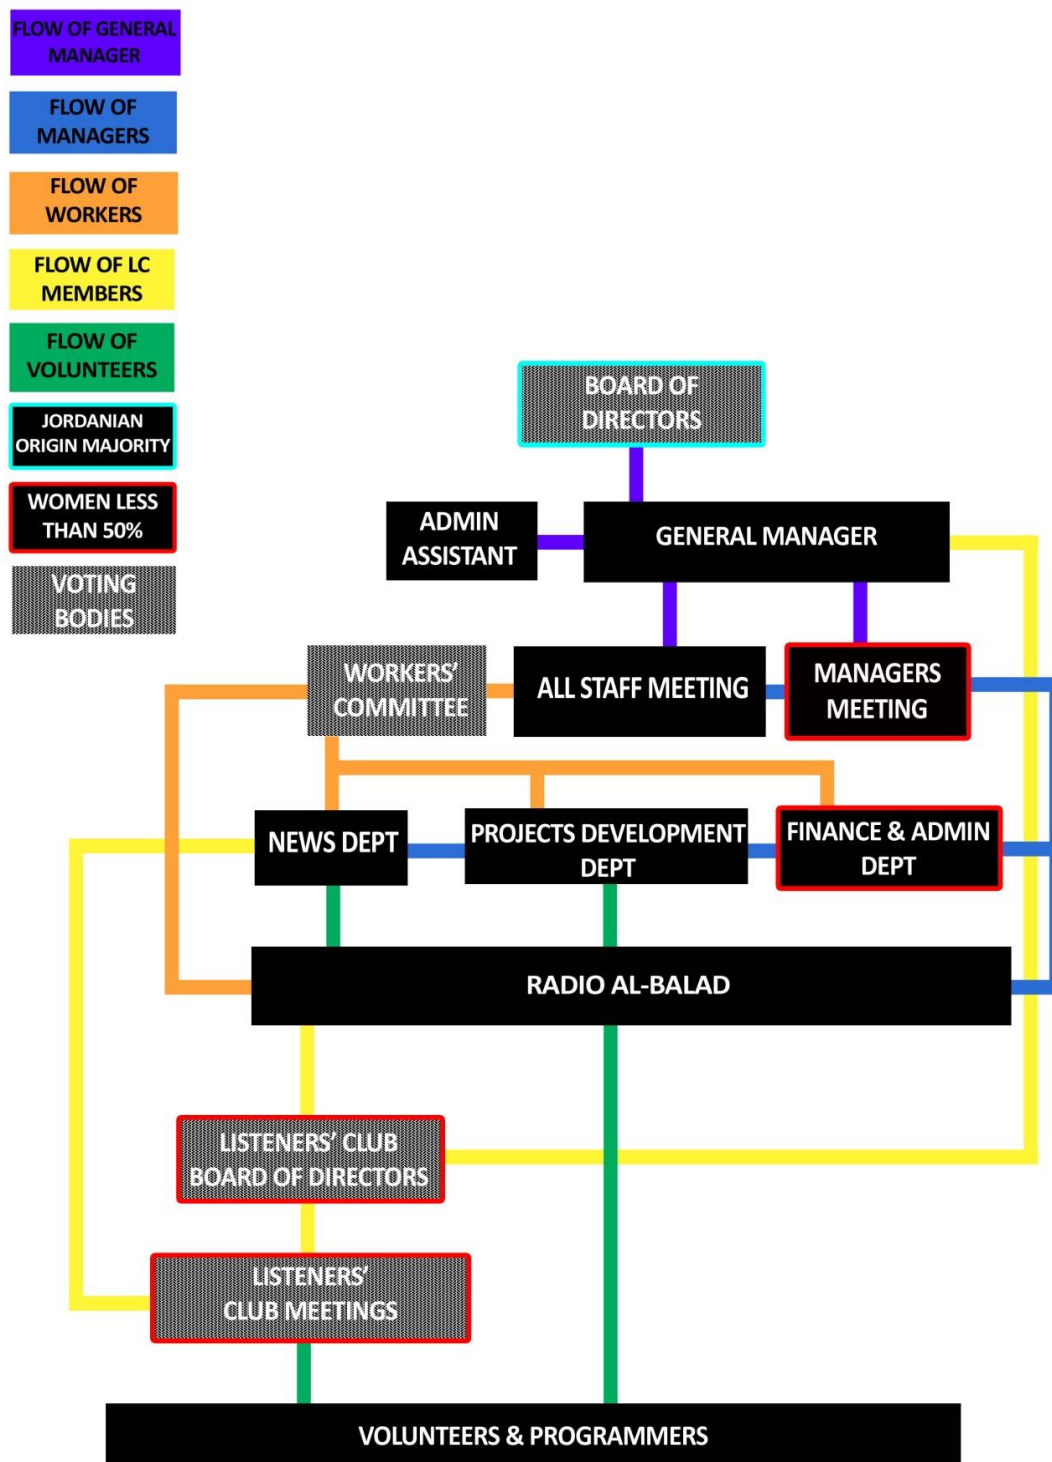 FLOW OF GENERAL
MANAGER
FLOW OF
MANAGERS
FLOW OF
WORKERS
FLOW OF LC
MEMBERS
FLOW OF
VOLUNTEERS
JORDANIAN
ORIGIN MAJORITY
WOMEN LESS
THAN 50%
VOTING
BODIES
BOARD OF
DIRECTORS
ADMIN
ASSISTANT
GENERAL MANAGER
WORKERS'
COMMITTEE
ALL STAFF MEETING
MANAGERS
MEETING
NEWS DEPT
PROJECTS DEVELOPMENT
DEPT
FINANCE & ADMIN
DEPT
RADIO AL-BALAD
LISTENERS' CLUB
BOARD OF DIRECTORS
LISTENERS'
CLUB MEETINGS
VOLUNTEERS & PROGRAMMERS